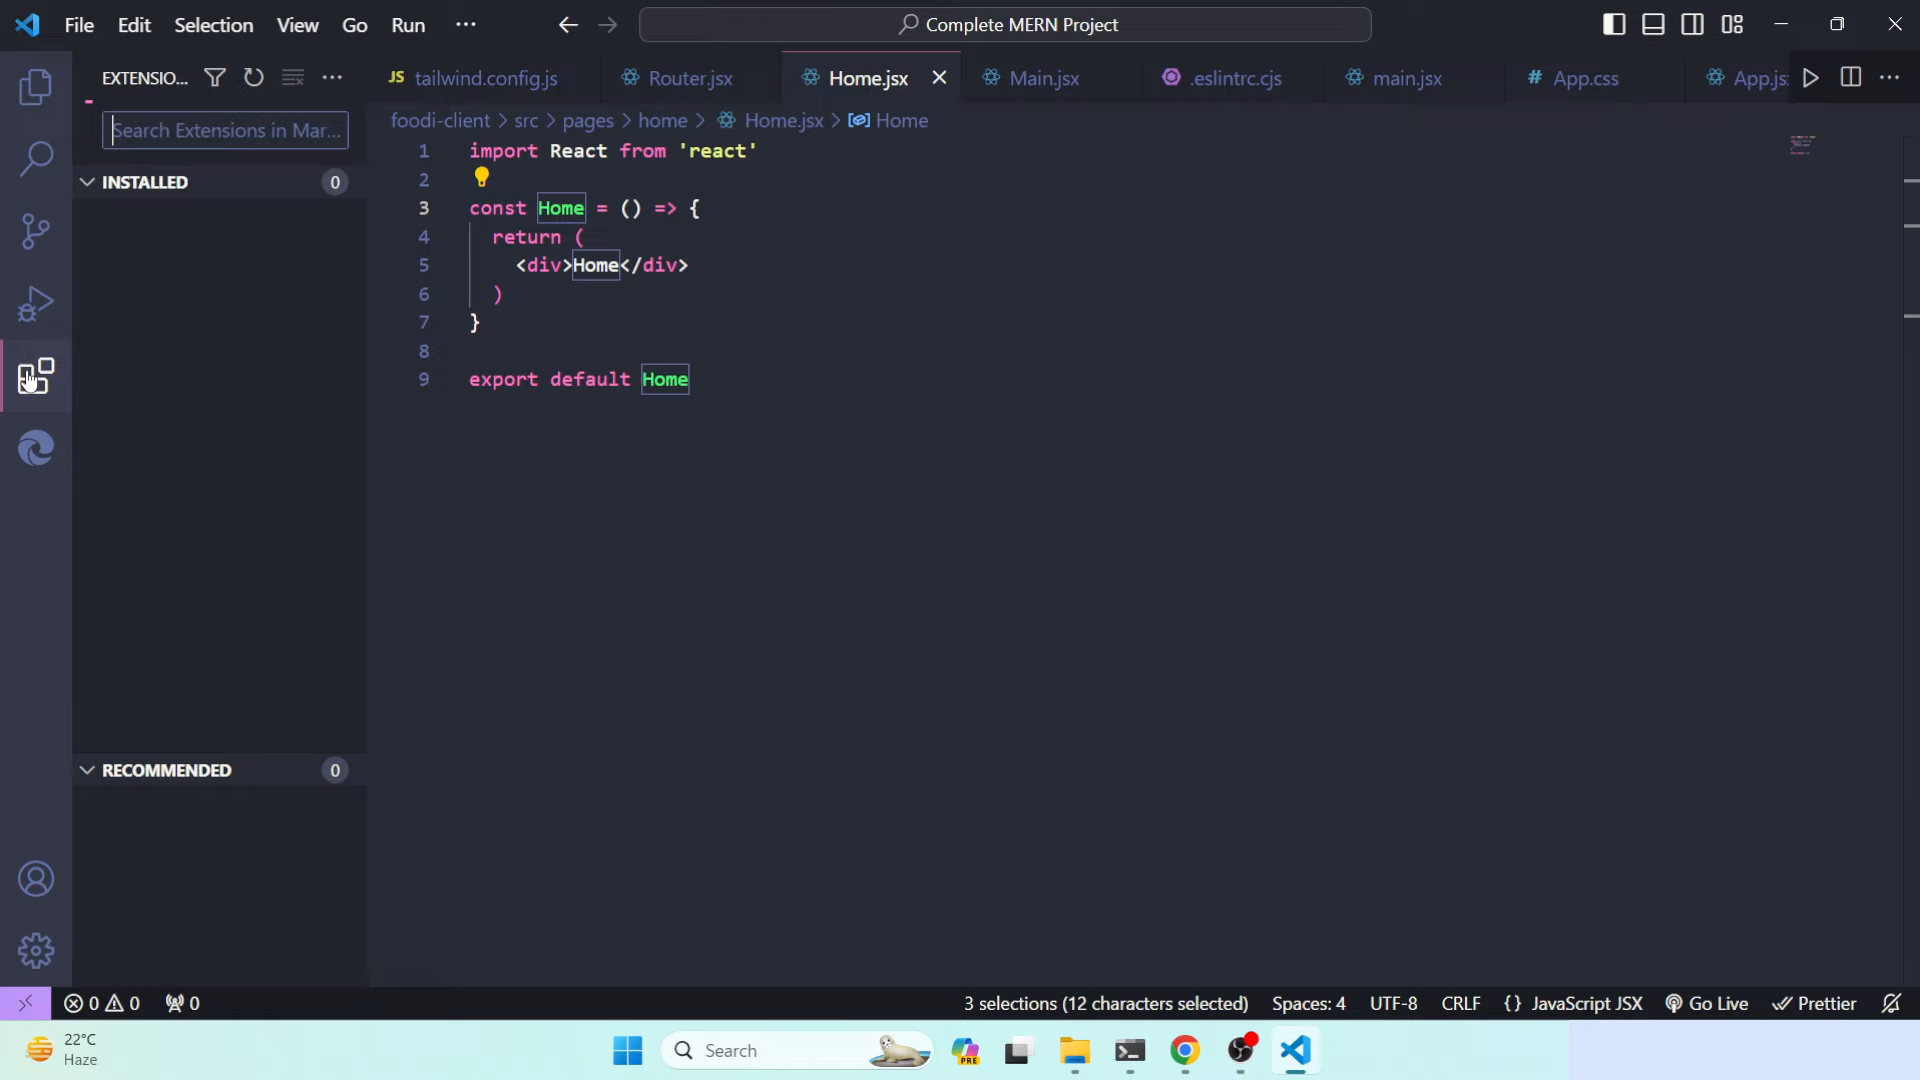 File Edit Selection View Go Run ···
Complete MERN Project
EXTENSIO...
Search Extensions in Mar...
INSTALLED 0
RECOMMENDED 0
JS tailwind.config.js Router.jsx Home.jsx Main.jsx .eslintrc.cjs main.jsx # App.css App.js
foodi-client > src > pages > home > Home.jsx > Home
1 import React from 'react'
2
3 const Home = () => {
4 return (
5 <div>Home</div>
6 )
7 }
8
9 export default Home
0 0 0
3 selections (12 characters selected) Spaces: 4 UTF-8 CRLF {} JavaScript JSX Go Live Prettier
22°C
Haze
Search
PRE